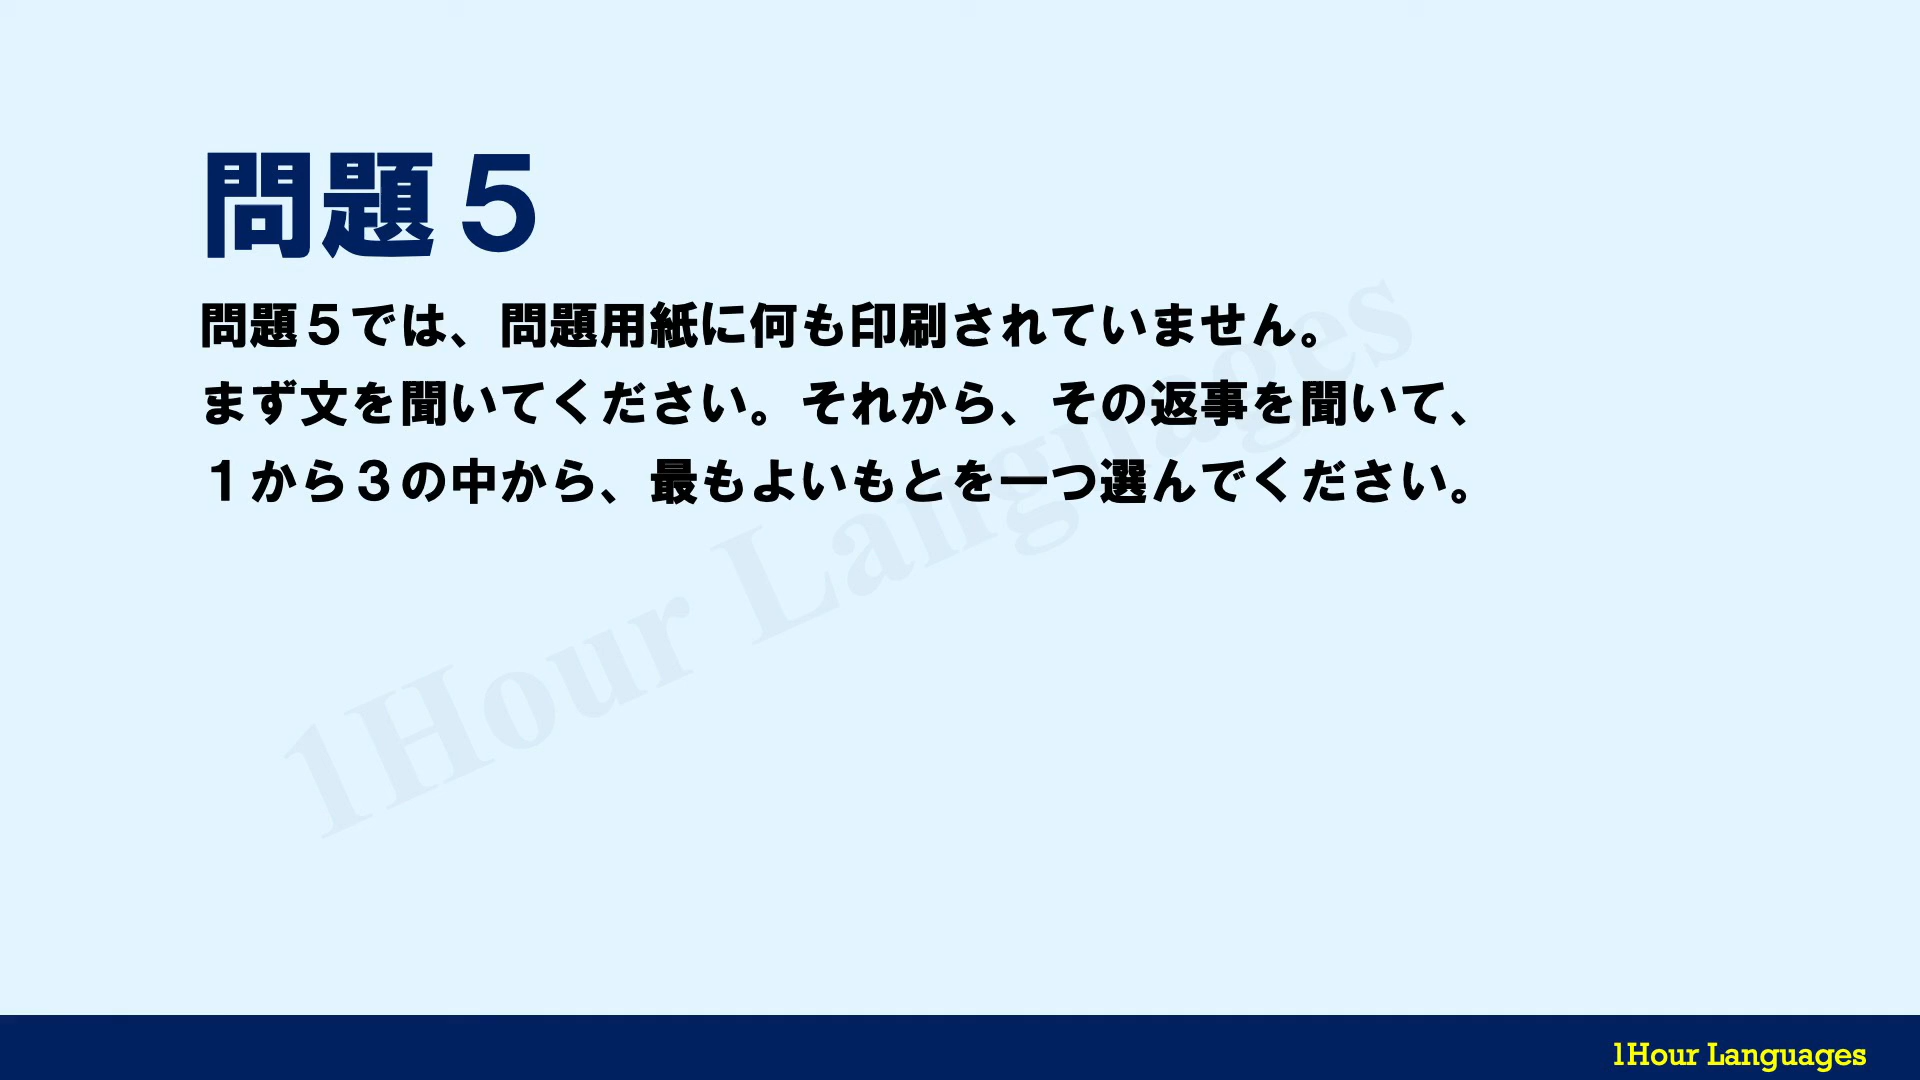 問題５
問題５では、問題用紙に何も印刷されていません。
まず文を聞いてください。それから、その返事を聞いて、
１から３の中から、最もよいもとを一つ選んでください。
1Hour Languages
1Hour Languages